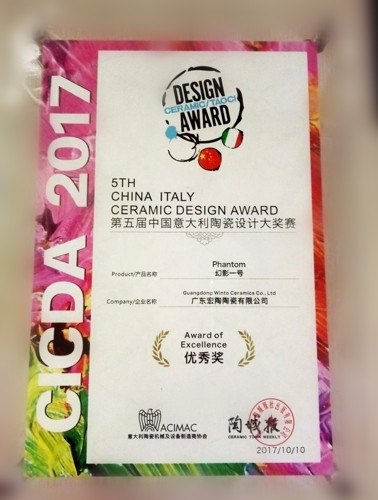 CICDA 2017
DESIGN
CERAMIC/TAOCI
AWARD
5TH
CHINA ITALY
CERAMIC DESIGN AWARD
第五届中国意大利陶瓷设计大奖赛
Phantom
Product/产品名称 幻影一号
Guangdong Winto Ceramics Co., Ltd
Company/企业名称 广东宏陶陶瓷有限公司
Award of
Excellence
优秀奖
ACIMAC
意大利陶瓷机械及设备制造商协会
陶城报
CERAMIC TOWN WEEKLY
2017/10/10